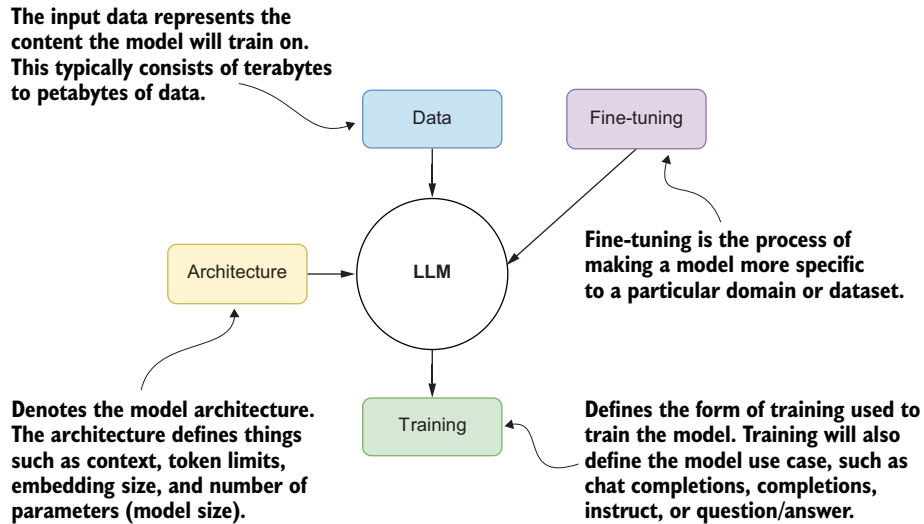 The input data represents the
content the model will train on.
This typically consists of terabytes
to petabytes of data.
Data
Fine-tuning
Fine-tuning is the process of
making a model more specific
to a particular domain or dataset.
Architecture
LLM
Denotes the model architecture.
The architecture defines things
such as context, token limits,
embedding size, and number of
parameters (model size).
Training
Defines the form of training used to
train the model. Training will also
define the model use case, such as
chat completions, completions,
instruct, or question/answer.